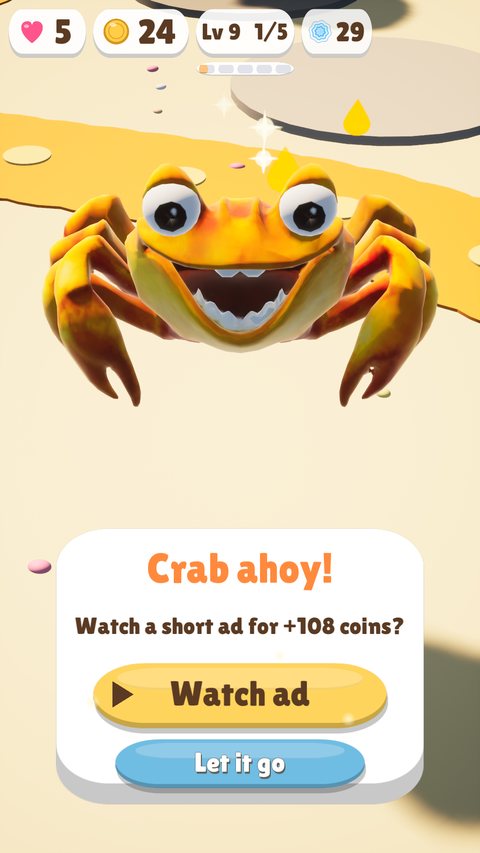 5
24
Lv 9 1/5
29
Crab ahoy!
Watch a short ad for +108 coins?
Watch ad
Let it go